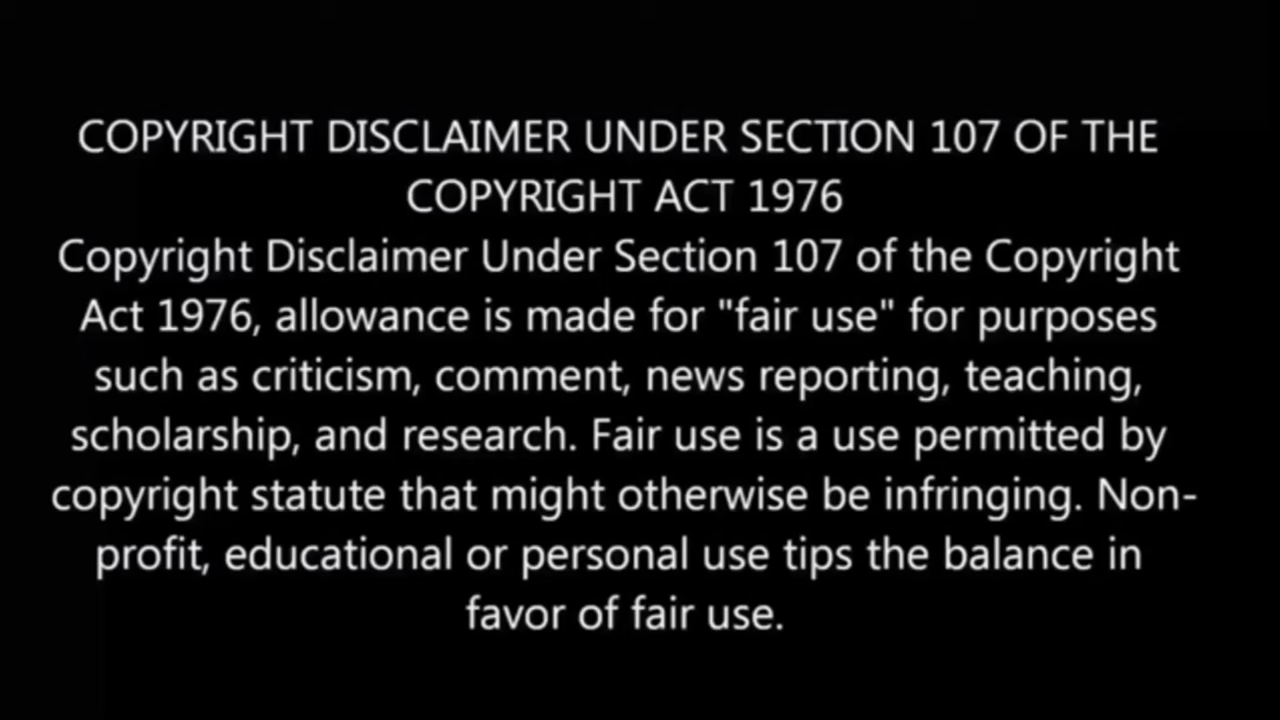 COPYRIGHT DISCLAIMER UNDER SECTION 107 OF THE
COPYRIGHT ACT 1976
Copyright Disclaimer Under Section 107 of the Copyright
Act 1976, allowance is made for "fair use" for purposes
such as criticism, comment, news reporting, teaching,
scholarship, and research. Fair use is a use permitted by
copyright statute that might otherwise be infringing. Non-
profit, educational or personal use tips the balance in
favor of fair use.